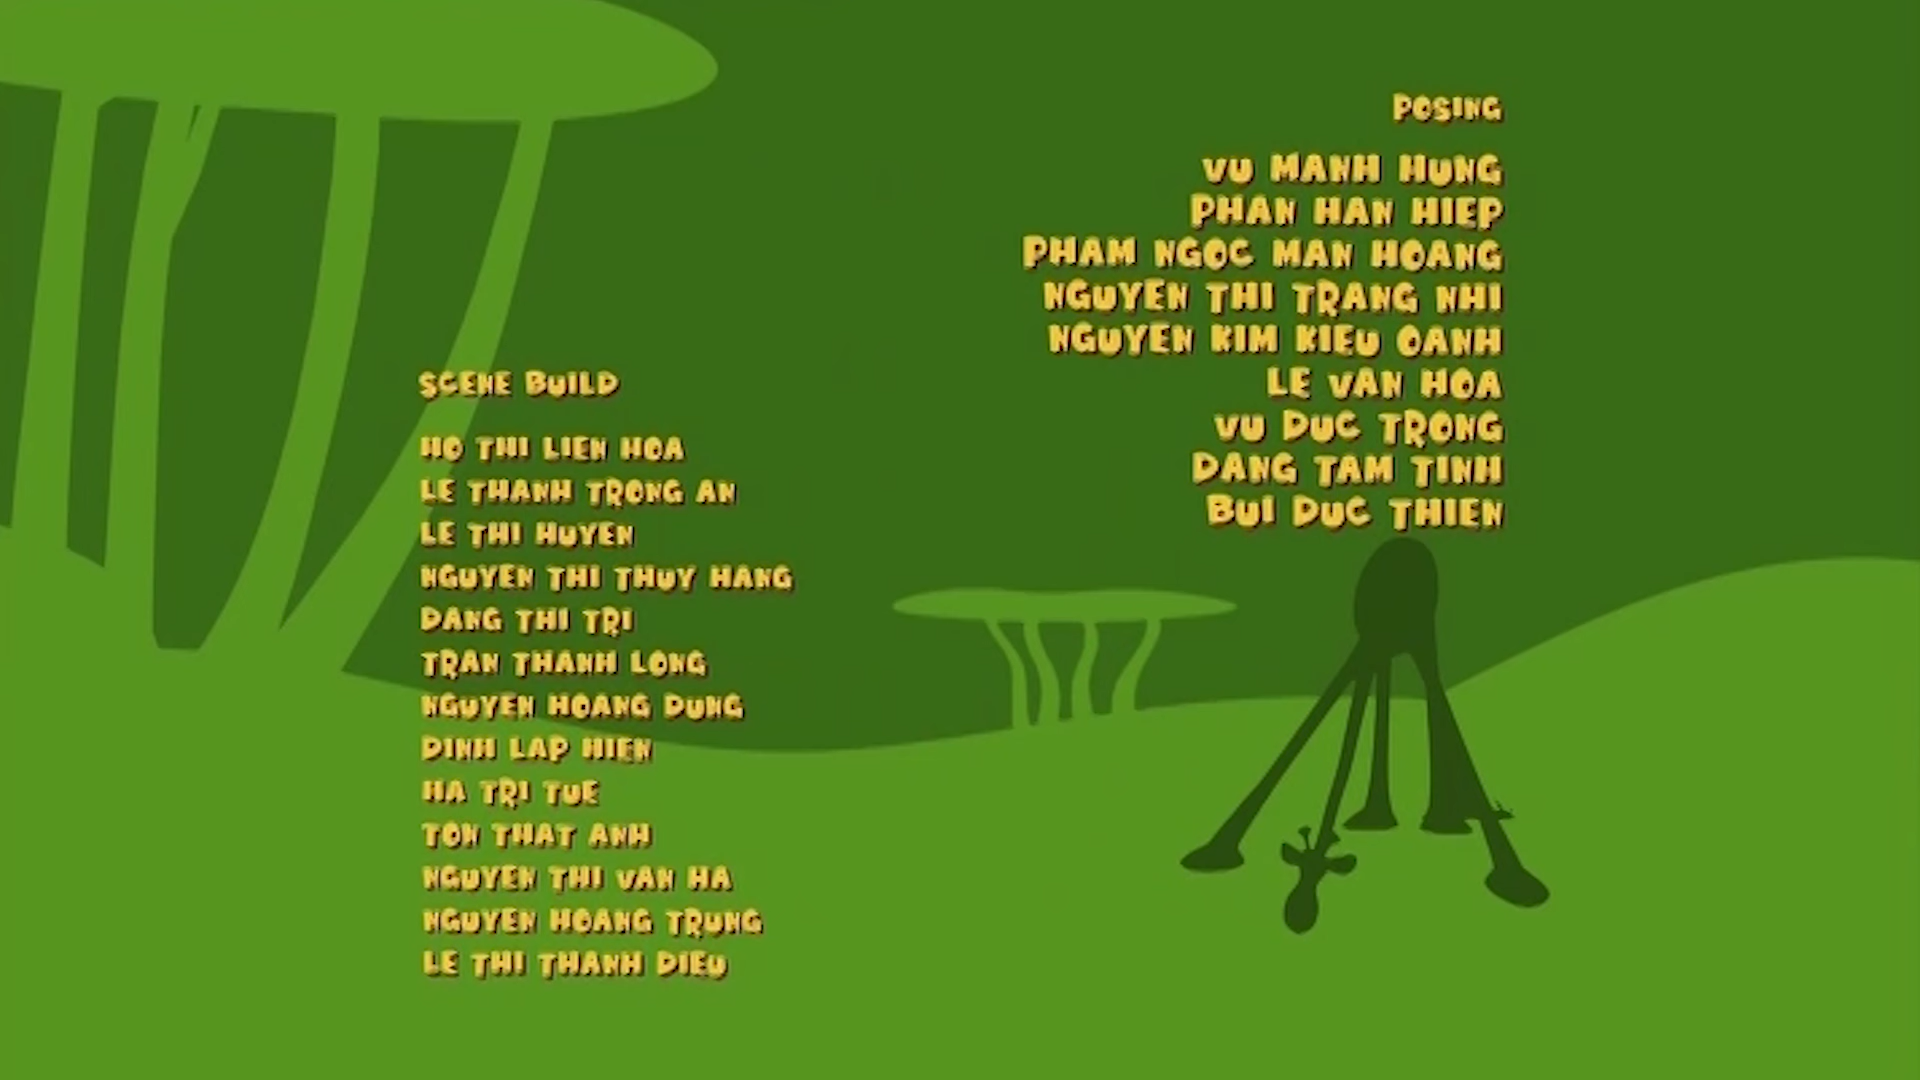 SCENE BUILD
HO THI LIEN HOA
LE THANH TRONG AN
LE THI HUYEN
NGUYEN THI THUY HANG
DANG THI TRI
TRAN THANH LONG
NGUYEN HOANG DUNG
DINH LAP HIEN
HA TRI TUE
TON THAT ANH
NGUYEN THI VAN HA
NGUYEN HOANG TRUNG
LE THI THANH DIEU
POSING
VU MANH HUNG
PHAN HAN HIEP
PHAM NGOC MAN HOANG
NGUYEN THI TRANG NHI
NGUYEN KIM KIEU OANH
LE VAN HOA
VU DUC TRONG
DANG TAM TINH
BUI DUC THIEN